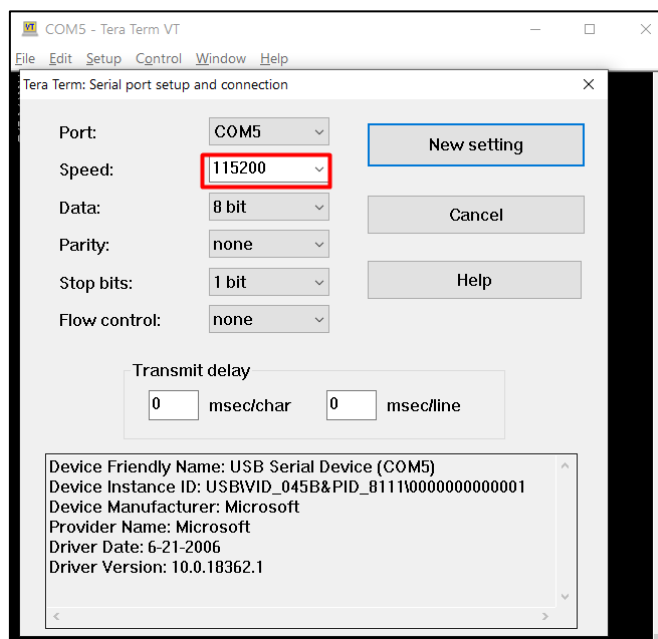 COM5 - Tera Term VT
File Edit Setup Control Window Help
Tera Term: Serial port setup and connection
Port: COM5
New setting
Speed: 115200
Data: 8 bit
Cancel
Parity: none
Stop bits: 1 bit
Help
Flow control: none
Transmit delay
0 msec/char 0 msec/line
Device Friendly Name: USB Serial Device (COM5)
Device Instance ID: USB\VID_045B&PID_8111\0000000000001
Device Manufacturer: Microsoft
Provider Name: Microsoft
Driver Date: 6-21-2006
Driver Version: 10.0.18362.1